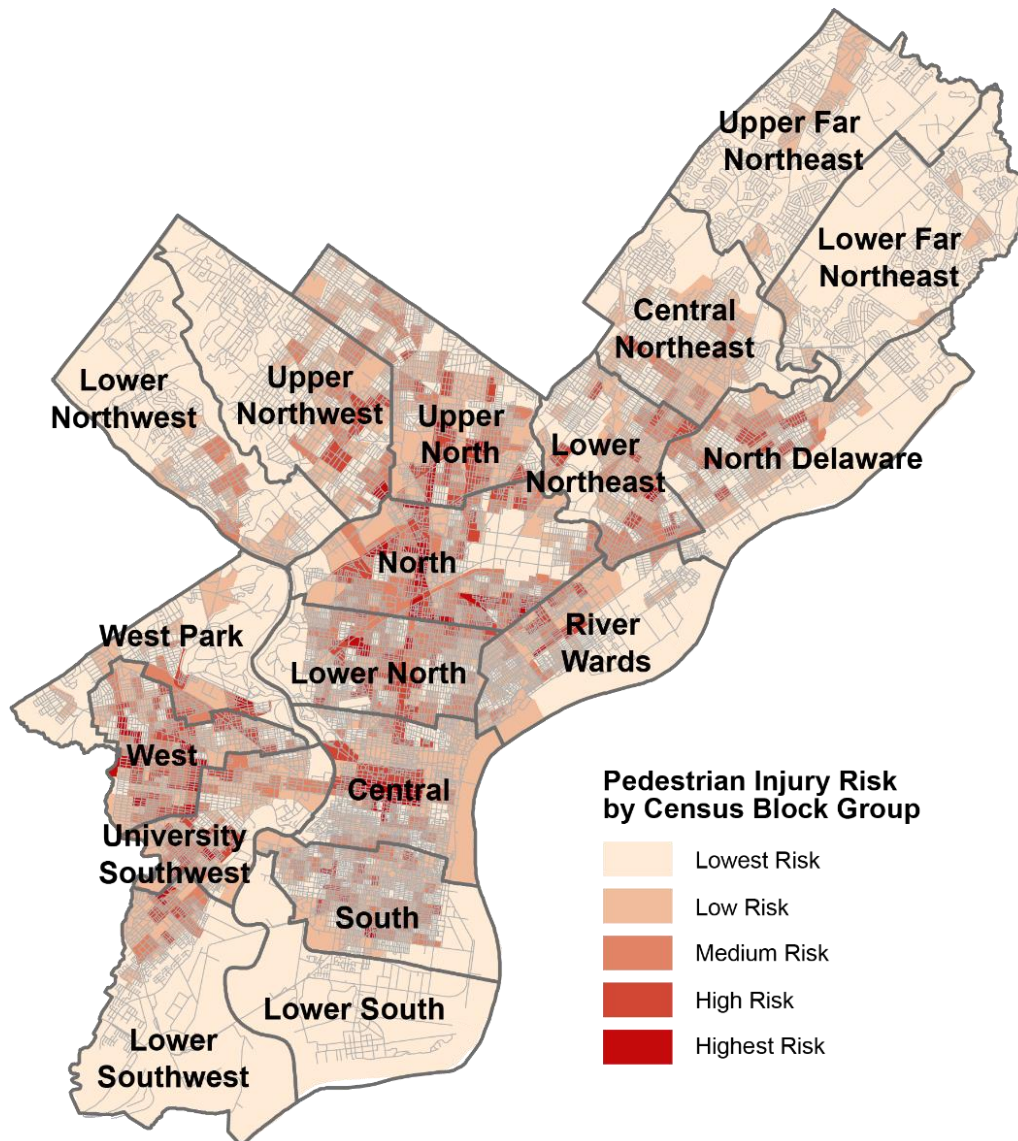 Upper Far
Northeast
Lower Far
Northeast
Central
Northeast
Lower
Northwest
Upper
Northwest
Upper
North
Lower
Northeast
North Delaware
North
River
Wards
West Park
Lower North
West
Central
University
Southwest
South
Lower South
Lower
Southwest
Pedestrian Injury Risk
by Census Block Group
Lowest Risk
Low Risk
Medium Risk
High Risk
Highest Risk